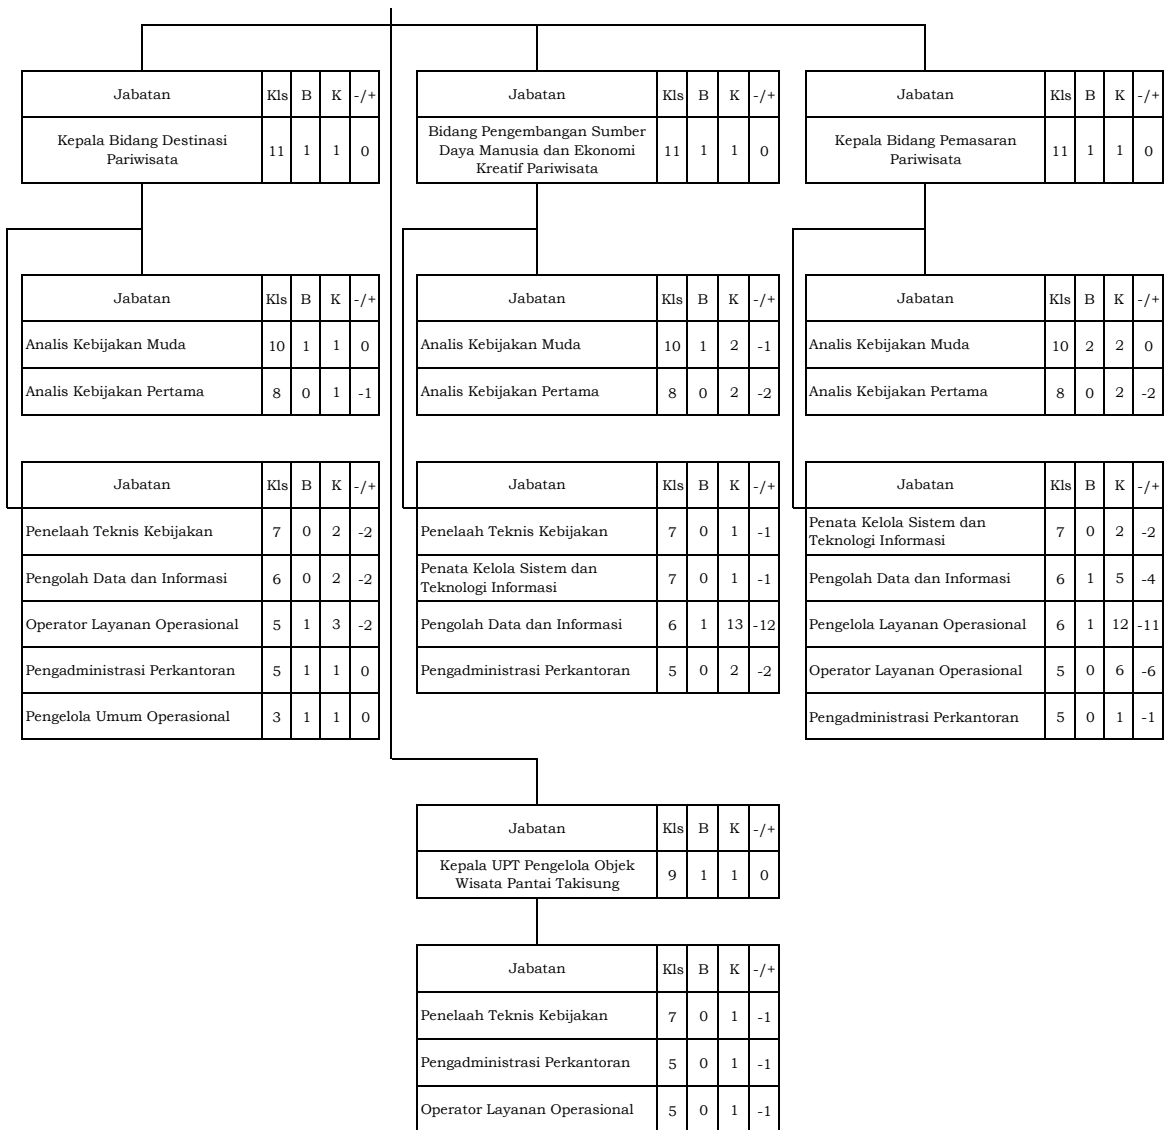 Jabatan Kls B K -/+
Kepala Bidang Destinasi
Pariwisata
11 1 1 0
Jabatan Kls B K -/+
Bidang Pengembangan Sumber
Daya Manusia dan Ekonomi
Kreatif Pariwisata
11 1 1 0
Jabatan Kls B K -/+
Kepala Bidang Pemasaran
Pariwisata
11 1 1 0
Jabatan Kls B K -/+
Analis Kebijakan Muda 10 1 1 0
Analis Kebijakan Pertama 8 0 1 -1
Jabatan Kls B K -/+
Analis Kebijakan Muda 10 1 2 -1
Analis Kebijakan Pertama 8 0 2 -2
Jabatan Kls B K -/+
Analis Kebijakan Muda 10 2 2 0
Analis Kebijakan Pertama 8 0 2 -2
Jabatan Kls B K -/+
Penelaah Teknis Kebijakan 7 0 2 -2
Pengolah Data dan Informasi 6 0 2 -2
Operator Layanan Operasional 5 1 3 -2
Pengadministrasi Perkantoran 5 1 1 0
Pengelola Umum Operasional 3 1 1 0
Jabatan Kls B K -/+
Penelaah Teknis Kebijakan 7 0 1 -1
Penata Kelola Sistem dan
Teknologi Informasi
7 0 1 -1
Pengolah Data dan Informasi 6 1 13 -12
Pengadministrasi Perkantoran 5 0 2 -2
Jabatan Kls B K -/+
Penata Kelola Sistem dan
Teknologi Informasi
7 0 2 -2
Pengolah Data dan Informasi 6 1 5 -4
Pengelola Layanan Operasional 6 1 12 -11
Operator Layanan Operasional 5 0 6 -6
Pengadministrasi Perkantoran 5 0 1 -1
Jabatan Kls B K -/+
Kepala UPT Pengelola Objek
Wisata Pantai Takisung
9 1 1 0
Jabatan Kls B K -/+
Penelaah Teknis Kebijakan 7 0 1 -1
Pengadministrasi Perkantoran 5 0 1 -1
Operator Layanan Operasional 5 0 1 -1